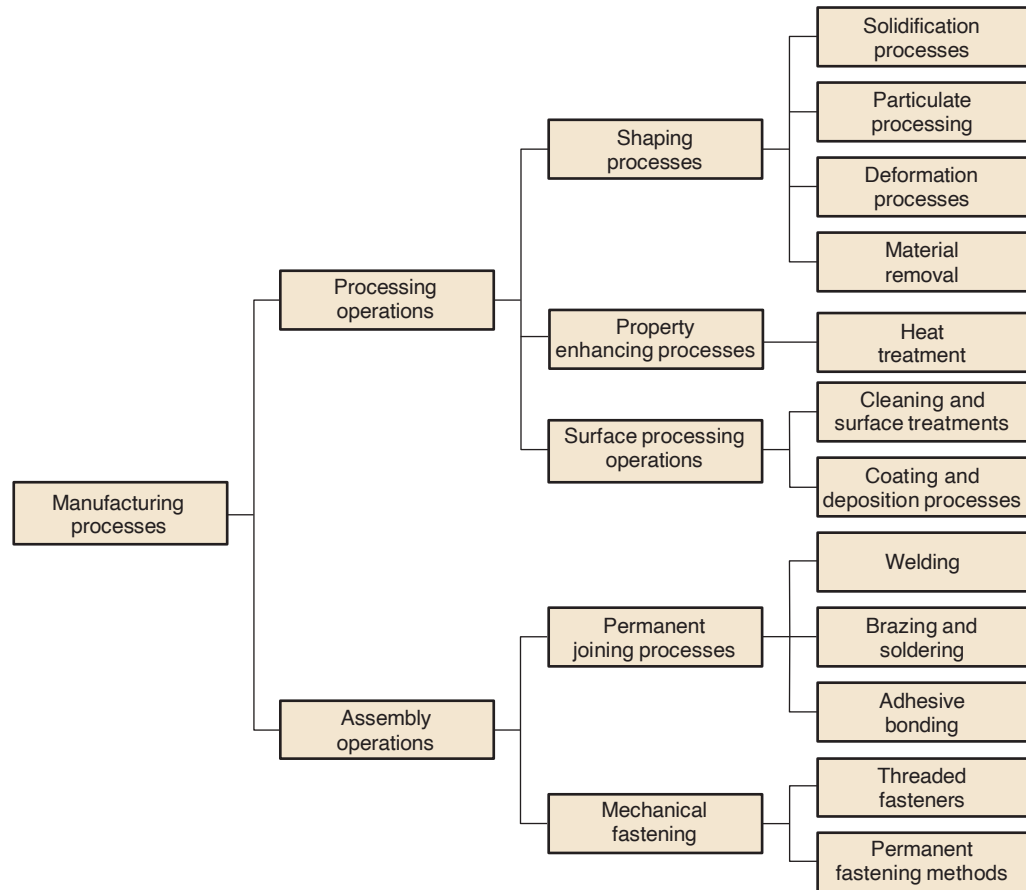 Solidification
processes
Particulate
processing
Shaping
processes
Deformation
processes
Material
removal
Processing
operations
Property
enhancing processes
Heat
treatment
Cleaning and
surface treatments
Surface processing
operations
Coating and
deposition processes
Manufacturing
processes
Welding
Permanent
joining processes
Brazing and
soldering
Adhesive
bonding
Assembly
operations
Threaded
fasteners
Mechanical
fastening
Permanent
fastening methods